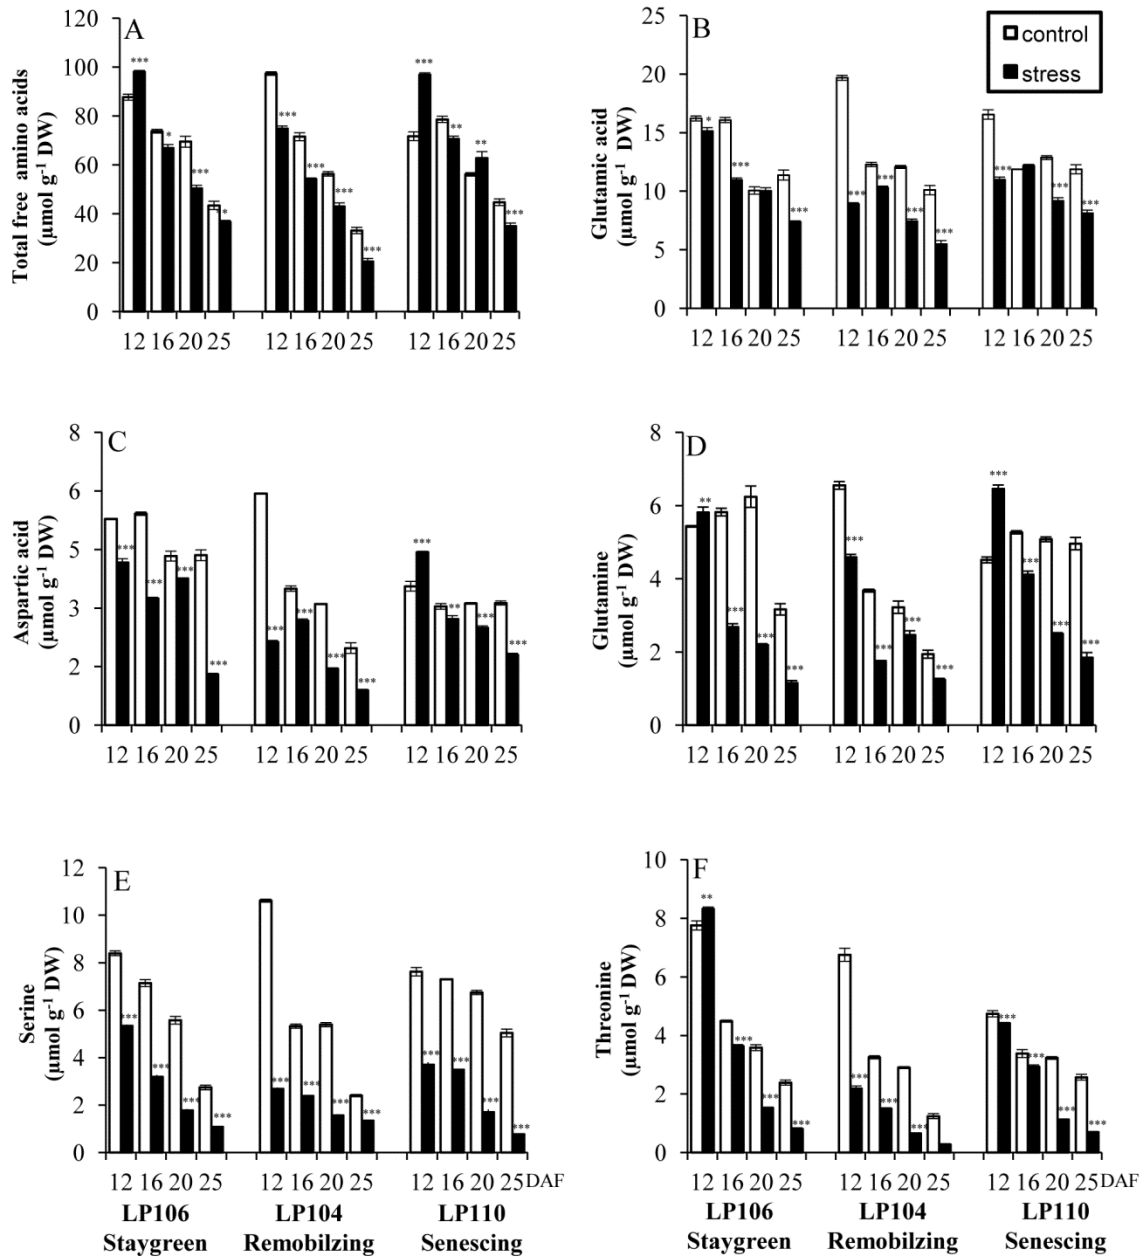 A
Total free amino acids
(µmol g⁻¹ DW)
120
100
80
60
40
20
0
*** * *** * *** *** *** *** *** ** ** ***
12 16 20 25 12 16 20 25 12 16 20 25
B
control
stress
Glutamic acid
(µmol g⁻¹ DW)
25
20
15
10
5
0
* *** *** *** *** *** *** *** *** ***
12 16 20 25 12 16 20 25 12 16 20 25
C
Aspartic acid
(µmol g⁻¹ DW)
8
6
5
3
2
0
*** *** *** *** *** *** *** *** *** ** *** ***
12 16 20 25 12 16 20 25 12 16 20 25
D
Glutamine
(µmol g⁻¹ DW)
8
6
4
2
0
** *** *** *** *** *** *** *** *** *** *** ***
12 16 20 25 12 16 20 25 12 16 20 25
E
Serine
(µmol g⁻¹ DW)
12
10
8
6
4
2
0
*** *** *** *** *** *** *** *** *** *** *** ***
12 16 20 25 12 16 20 25 12 16 20 25 DAF
LP106 LP104 LP110
Staygreen Remobilzing Senescing
F
Threonine
(µmol g⁻¹ DW)
10
8
6
4
2
0
** *** *** *** *** *** *** *** *** *** ***
12 16 20 25 12 16 20 25 12 16 20 25 DAF
LP106 LP104 LP110
Staygreen Remobilzing Senescing